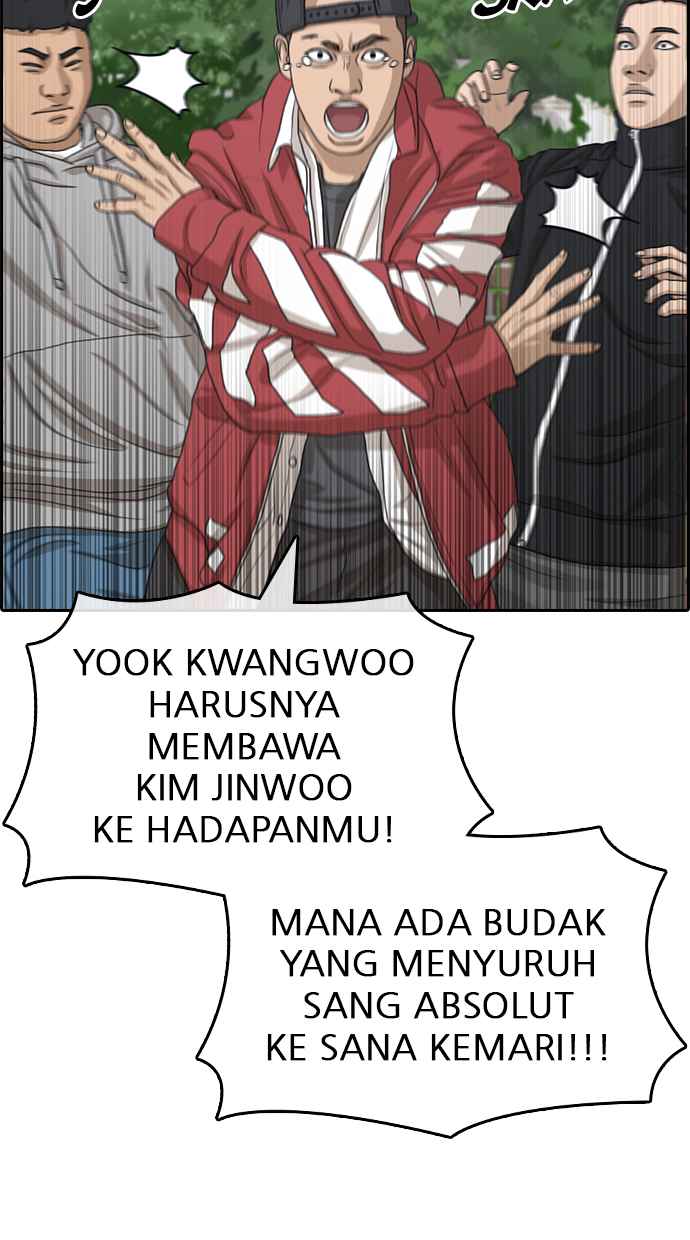 YOOK KWANGWOO
HARUSNYA
MEMBAWA
KIM JINWOO
KE HADAPANMU!
MANA ADA BUDAK
YANG MENYURUH
SANG ABSOLUT
KE SANA KEMARI!!!